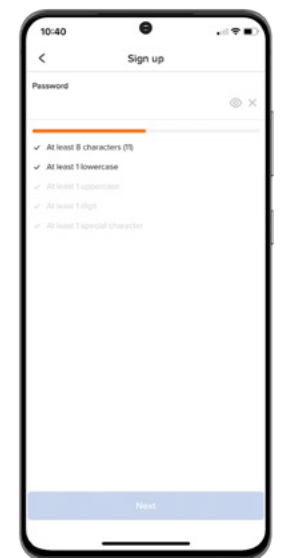 10:40
Sign up
Password
At least 8 characters (11)
At least 1 lowercase
At least 1 uppercase
At least 1 digit
At least 1 special character
Next